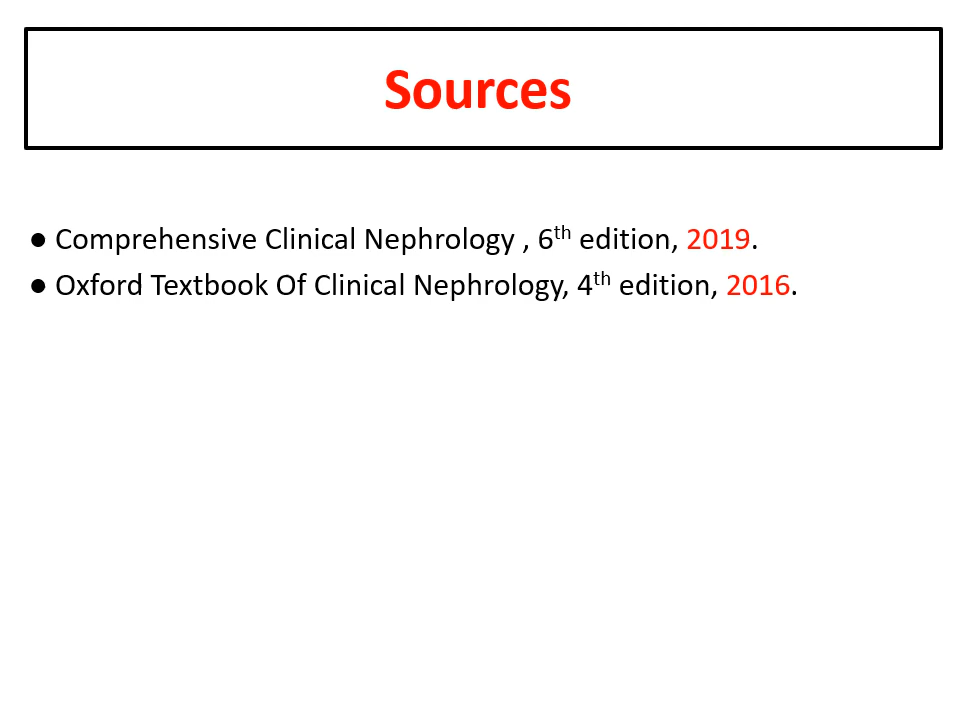 Sources
● Comprehensive Clinical Nephrology , 6th edition, 2019.
● Oxford Textbook Of Clinical Nephrology, 4th edition, 2016.